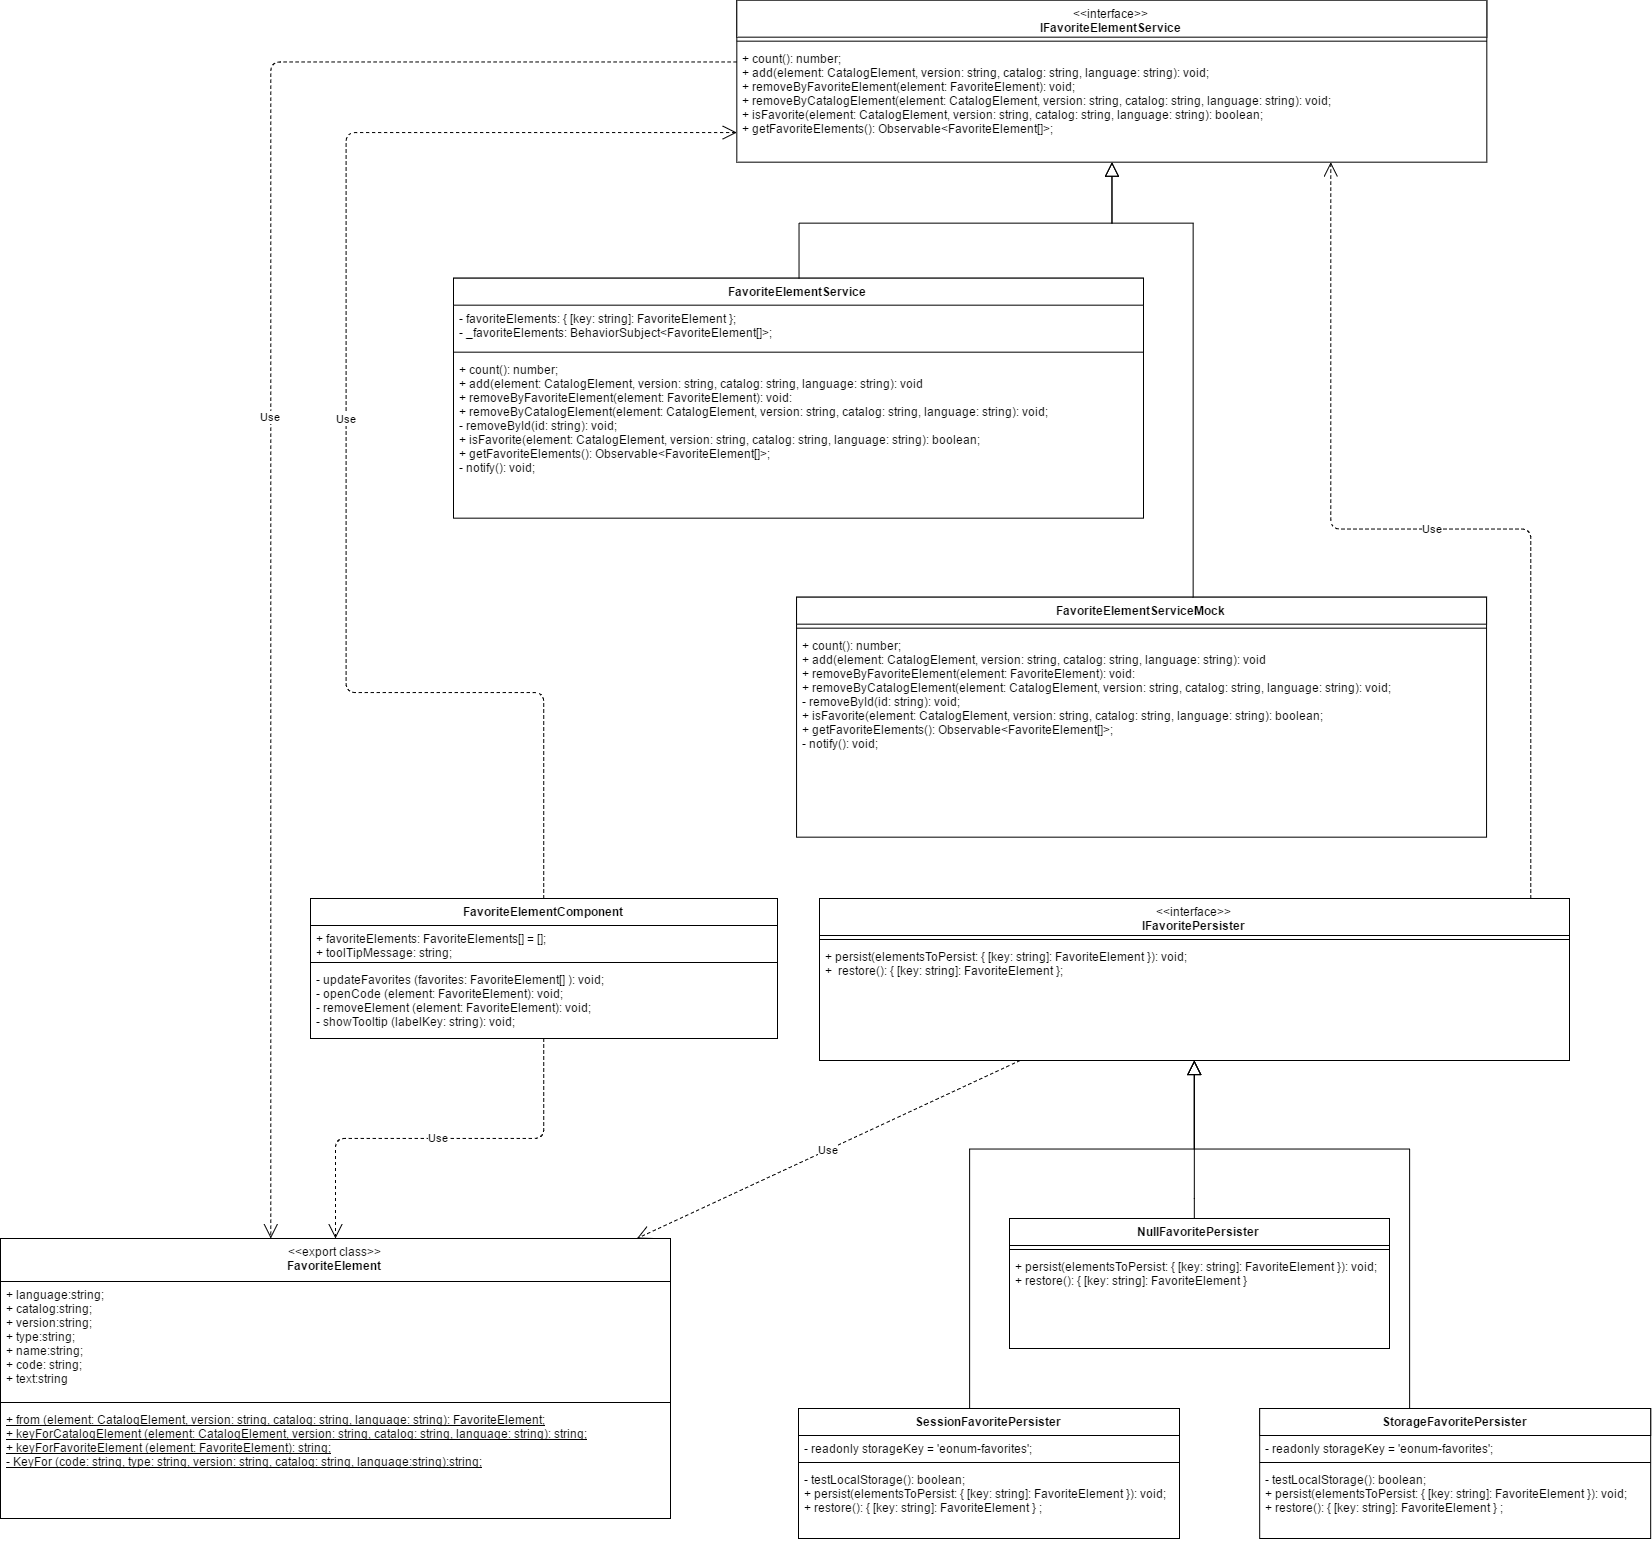 <<interface>>
IFavoriteElementService
+ count(): number;
+ add(element: CatalogElement, version: string, catalog: string, language: string): void;
+ removeByFavoriteElement(element: FavoriteElement): void;
+ removeByCatalogElement(element: CatalogElement, version: string, catalog: string, language: string): void;
+ isFavorite(element: CatalogElement, version: string, catalog: string, language: string): boolean;
+ getFavoriteElements(): Observable<FavoriteElement[]>;
FavoriteElementService
- favoriteElements: { [key: string]: FavoriteElement };
- _favoriteElements: BehaviorSubject<FavoriteElement[]>;
+ count(): number;
+ add(element: CatalogElement, version: string, catalog: string, language: string): void
+ removeByFavoriteElement(element: FavoriteElement): void:
+ removeByCatalogElement(element: CatalogElement, version: string, catalog: string, language: string): void;
- removeById(id: string): void;
+ isFavorite(element: CatalogElement, version: string, catalog: string, language: string): boolean;
+ getFavoriteElements(): Observable<FavoriteElement[]>;
- notify(): void;
Use
Use
Use
FavoriteElementServiceMock
+ count(): number;
+ add(element: CatalogElement, version: string, catalog: string, language: string): void
+ removeByFavoriteElement(element: FavoriteElement): void:
+ removeByCatalogElement(element: CatalogElement, version: string, catalog: string, language: string): void;
- removeById(id: string): void;
+ isFavorite(element: CatalogElement, version: string, catalog: string, language: string): boolean;
+ getFavoriteElements(): Observable<FavoriteElement[]>;
- notify(): void;
FavoriteElementComponent
+ favoriteElements: FavoriteElements[] = [];
+ toolTipMessage: string;
- updateFavorites (favorites: FavoriteElement[] ): void;
- openCode (element: FavoriteElement): void;
- removeElement (element: FavoriteElement): void;
- showTooltip (labelKey: string): void;
<<interface>>
IFavoritePersister
+ persist(elementsToPersist: { [key: string]: FavoriteElement }): void;
+ restore(): { [key: string]: FavoriteElement };
Use
Use
<<export class>>
FavoriteElement
+ language:string;
+ catalog:string;
+ version:string;
+ type:string;
+ name:string;
+ code: string;
+ text:string
+ from (element: CatalogElement, version: string, catalog: string, language: string): FavoriteElement;
+ keyForCatalogElement (element: CatalogElement, version: string, catalog: string, language: string): string;
+ keyForFavoriteElement (element: FavoriteElement): string;
- KeyFor (code: string, type: string, version: string, catalog: string, language:string):string;
NullFavoritePersister
+ persist(elementsToPersist: { [key: string]: FavoriteElement }): void;
+ restore(): { [key: string]: FavoriteElement }
SessionFavoritePersister
- readonly storageKey = 'eonum-favorites';
- testLocalStorage(): boolean;
+ persist(elementsToPersist: { [key: string]: FavoriteElement }): void;
+ restore(): { [key: string]: FavoriteElement } ;
StorageFavoritePersister
- readonly storageKey = 'eonum-favorites';
- testLocalStorage(): boolean;
+ persist(elementsToPersist: { [key: string]: FavoriteElement }): void;
+ restore(): { [key: string]: FavoriteElement } ;